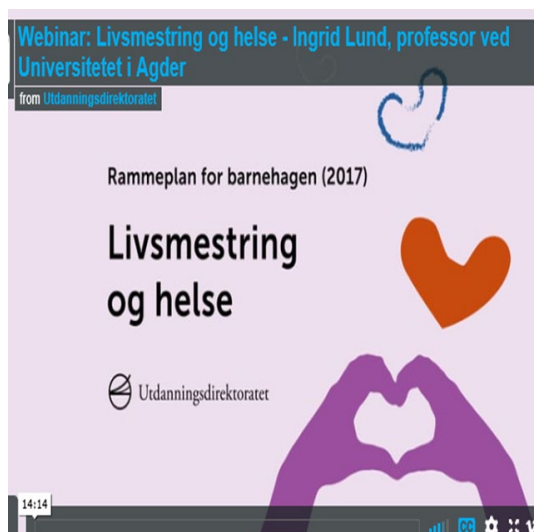 Webinar: Livsmestring og helse - Ingrid Lund, professor ved
Universitetet i Agder
from Utdanningsdirektoratet
Rammeplan for barnehagen (2017)
Livsmestring
og helse
Utdanningsdirektoratet
14:14
CC